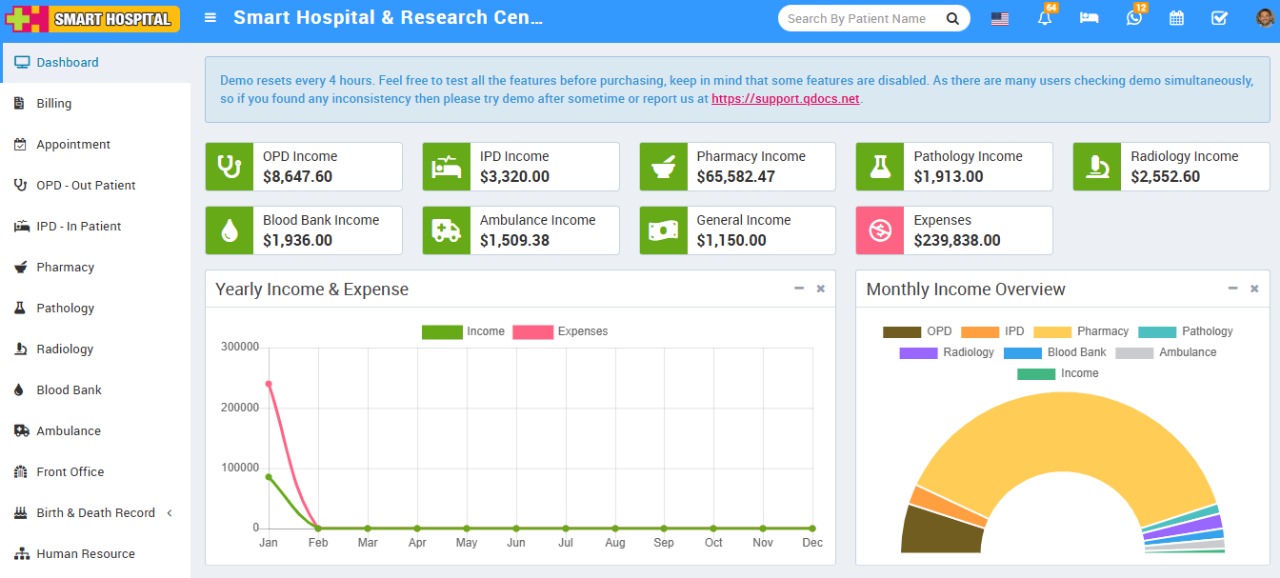 SMART HOSPITAL
Smart Hospital & Research Cen...
Search By Patient Name
64
12
Dashboard
Billing
Appointment
OPD - Out Patient
IPD - In Patient
Pharmacy
Pathology
Radiology
Blood Bank
Ambulance
Front Office
Birth & Death Record
Human Resource
Demo resets every 4 hours. Feel free to test all the features before purchasing, keep in mind that some features are disabled. As there are many users checking demo simultaneously,
so if you found any inconsistency then please try demo after sometime or report us at https://support.qdocs.net.
OPD Income
$8,647.60
IPD Income
$3,320.00
Pharmacy Income
$65,582.47
Pathology Income
$1,913.00
Radiology Income
$2,552.60
Blood Bank Income
$1,936.00
Ambulance Income
$1,509.38
General Income
$1,150.00
Expenses
$239,838.00
Yearly Income & Expense
Income Expenses
300000
200000
100000
0
Jan Feb Mar Apr May Jun Jul Aug Sep Oct Nov Dec
Monthly Income Overview
OPD IPD Pharmacy Pathology
Radiology Blood Bank Ambulance
Income